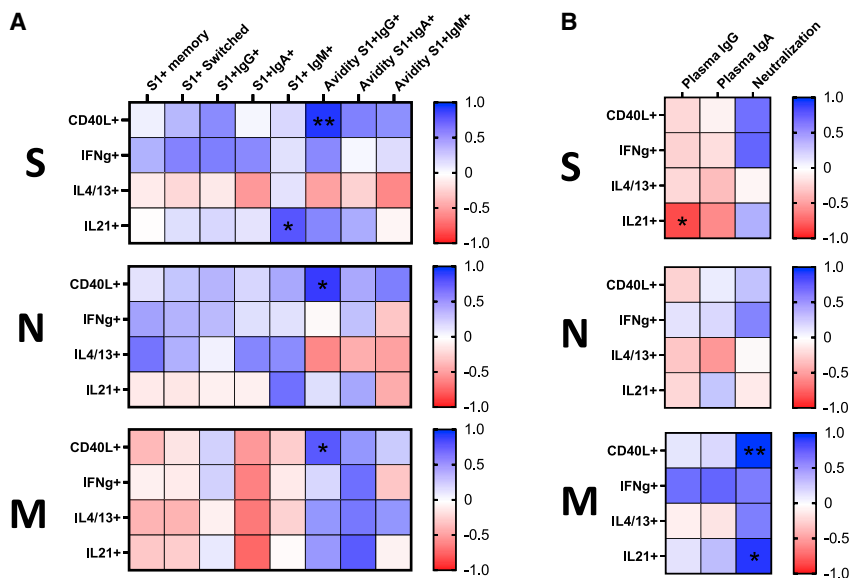 A
S1+ memory
S1+ Switched
S1+IgG+
S1+IgA+
S1+ IgM+
Avidity S1+IgG+
Avidity S1+IgA+
Avidity S1+IgM+
S
CD40L+
IFNg+
IL4/13+
IL21+
**
*
1.0
0.5
0
-0.5
-1.0
N
CD40L+
IFNg+
IL4/13+
IL21+
*
1.0
0.5
0
-0.5
-1.0
M
CD40L+
IFNg+
IL4/13+
IL21+
*
1.0
0.5
0
-0.5
-1.0
B
Plasma IgG
Plasma IgA
Neutralization
S
CD40L+
IFNg+
IL4/13+
IL21+
*
1.0
0.5
0
-0.5
-1.0
N
CD40L+
IFNg+
IL4/13+
IL21+
1.0
0.5
0
-0.5
-1.0
M
CD40L+
IFNg+
IL4/13+
IL21+
**
*
1.0
0.5
0.0
-0.5
-1.0